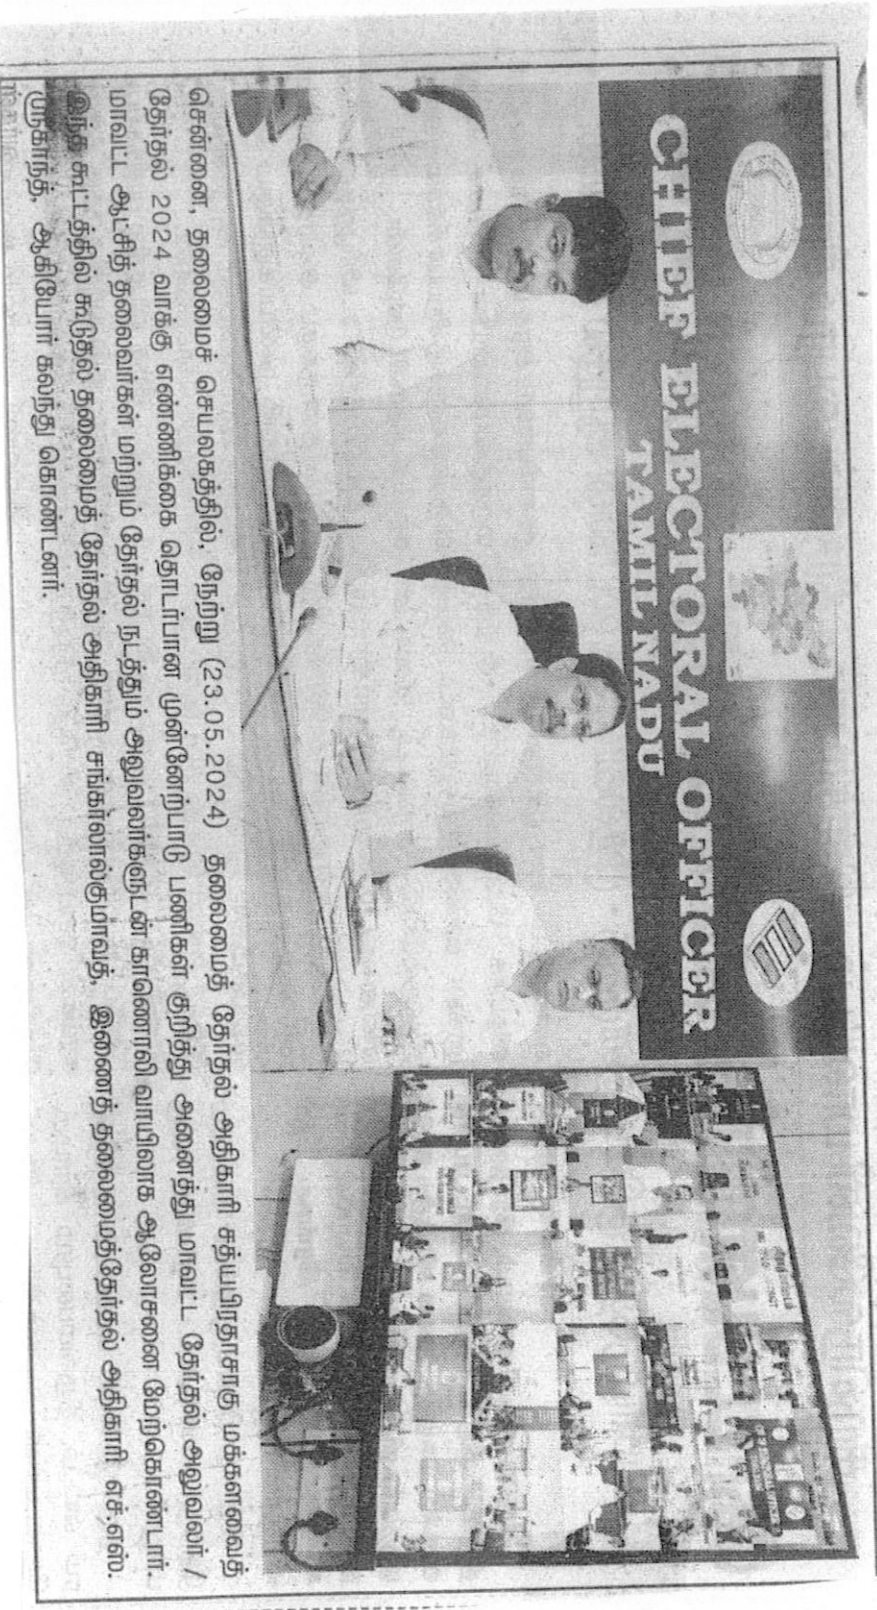 CHIEF ELECTORAL OFFICER
TAMIL NADU
சென்னை, தலைமைச் செயலகத்தில், நேற்று (23.05.2024) தலைமைத் தேர்தல் அதிகாரி சத்யபிரதாசாகு மக்களவைத்
தேர்தல் 2024 வாக்கு எண்ணிக்கை தொடர்பான முன்னேற்பாடு பணிகள் குறித்து அனைத்து மாவட்ட தேர்தல் அலுவலர் /
மாவட்ட ஆட்சித் தலைவர்கள் மற்றும் தேர்தல் நடத்தும் அலுவலர்களுடன் காணொலி வாயிலாக ஆலோசனை மேற்கொண்டார்.
இந்த கூட்டத்தில் கூடுதல் தலைமைத் தேர்தல் அதிகாரி சங்கர்லால்குமாவத், இணைத் தலைமைத்தேர்தல் அதிகாரி எச்.எஸ்.
ஸ்ரீகாந்த், ஆகியோர் கலந்து கொண்டனர்.